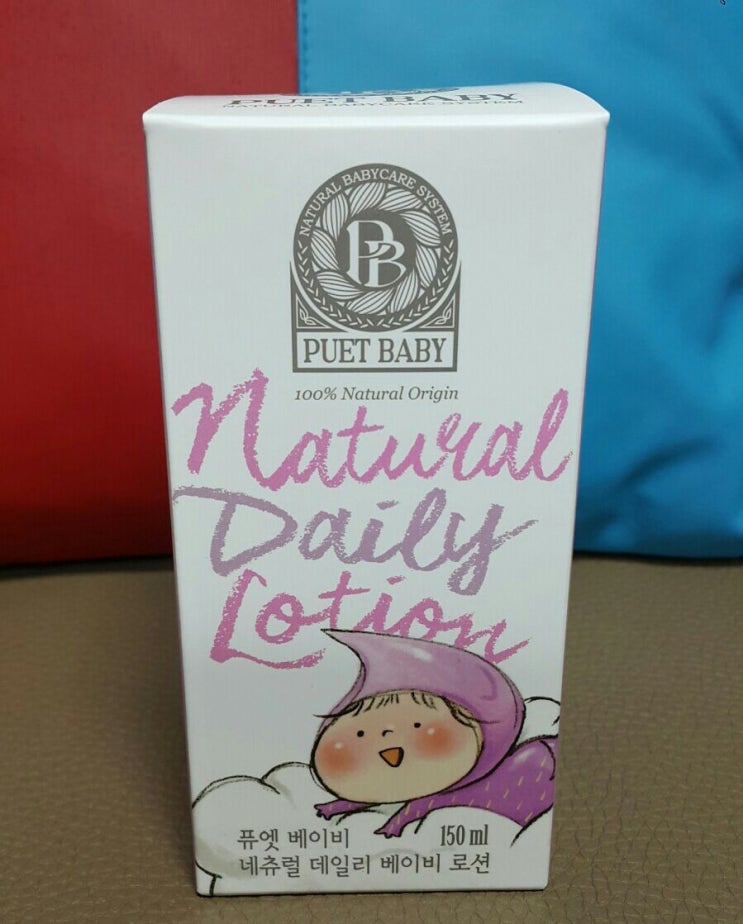 PUET BABY
NATURAL BABYCARE SYSTEM
NATURAL BABYCARE SYSTEM
PB
PUET BABY
100% Natural Origin
Natural
Daily
Lotion
퓨엣 베이비 150 ml
네츄럴 데일리 베이비 로션